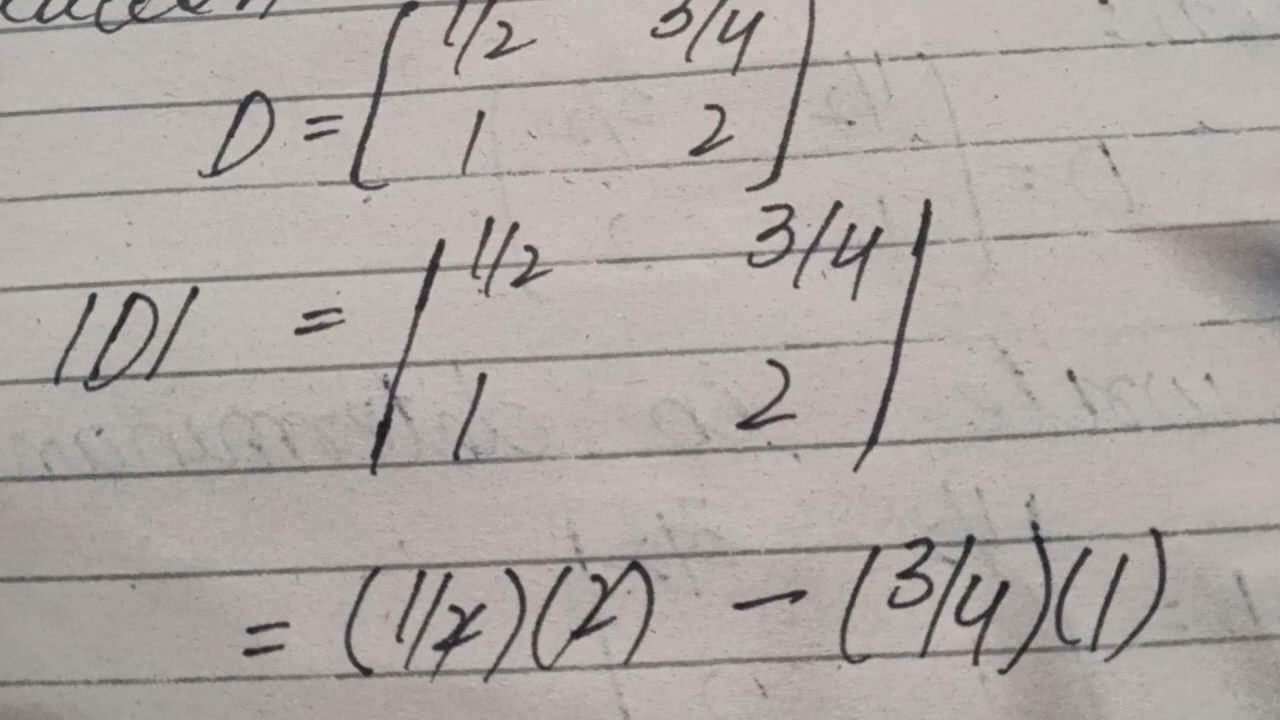 D = [ 1/2 3/4
1 2 ]
|D| = | 1/2 3/4
1 2 |
= (1/2)(2) - (3/4)(1)